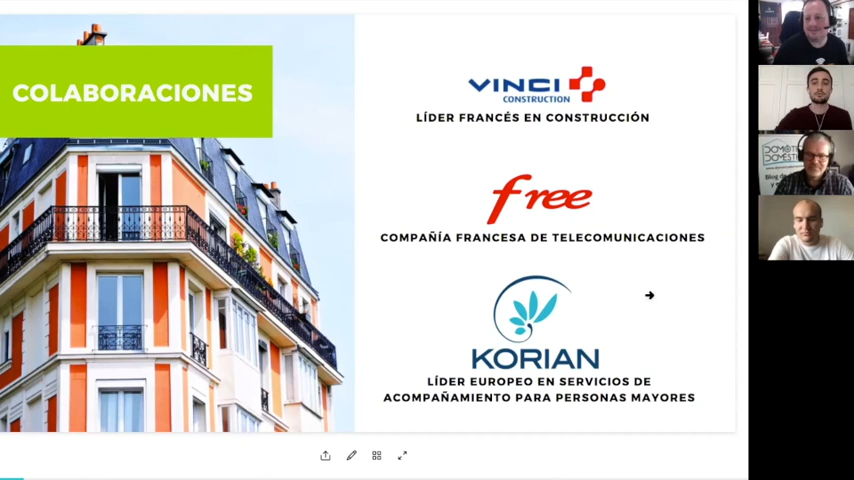 COLABORACIONES
VINCI
CONSTRUCTION
LÍDER FRANCÉS EN CONSTRUCCIÓN
free
COMPAÑÍA FRANCESA DE TELECOMUNICACIONES
KORIAN
LÍDER EUROPEO EN SERVICIOS DE
ACOMPAÑAMIENTO PARA PERSONAS MAYORES